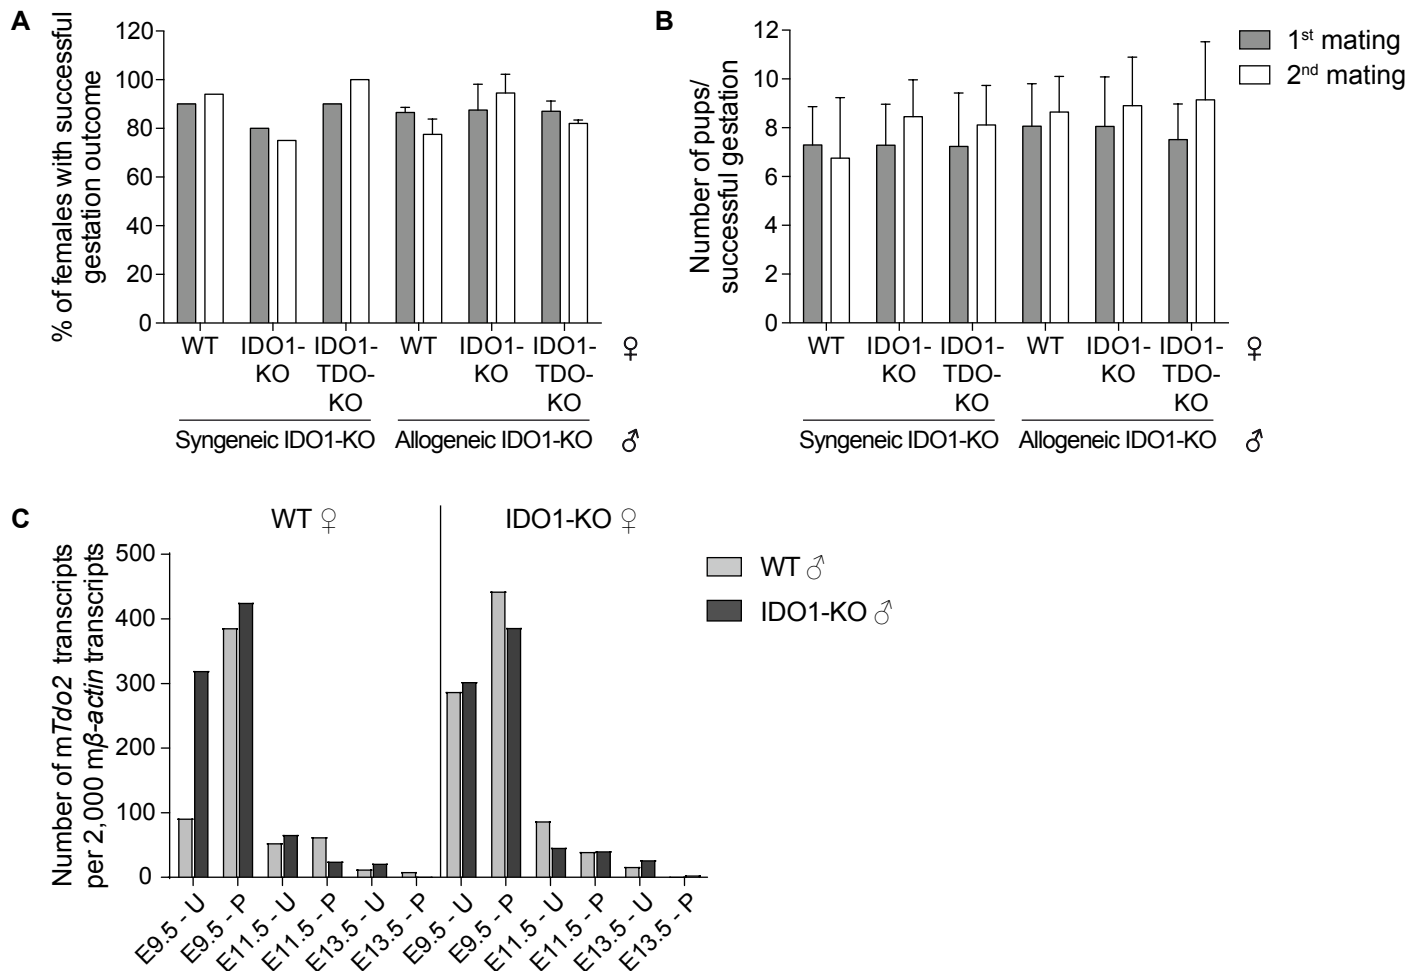 A
% of females with successful
gestation outcome
120
100
80
60
40
20
0
WT IDO1- IDO1- WT IDO1- IDO1- ♀
KO TDO- KO TDO-
KO KO
Syngeneic IDO1-KO Allogeneic IDO1-KO ♂
B
Number of pups/
successful gestation
12
10
8
6
4
2
0
WT IDO1- IDO1- WT IDO1- IDO1- ♀
KO TDO- KO TDO-
KO KO
Syngeneic IDO1-KO Allogeneic IDO1-KO ♂
1st mating
2nd mating
C
WT ♀ IDO1-KO ♀
Number of mTdo2 transcripts
per 2,000 mβ-actin transcripts
500
400
300
200
100
0
E9.5 - U E9.5 - P E11.5 - U E11.5 - P E13.5 - U E13.5 - P E9.5 - U E9.5 - P E11.5 - U E11.5 - P E13.5 - U E13.5 - P
WT ♂
IDO1-KO ♂